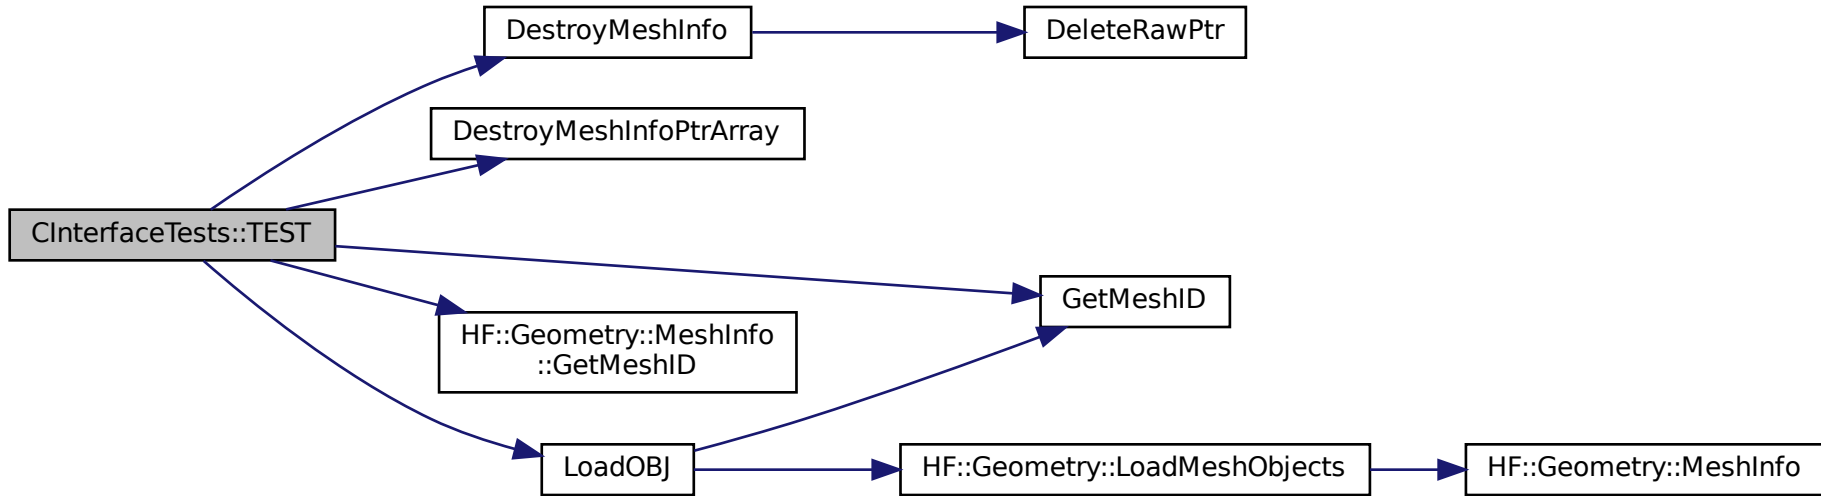 DestroyMeshInfo
DeleteRawPtr
DestroyMeshInfoPtrArray
CInterfaceTests::TEST
GetMeshID
HF::Geometry::MeshInfo
::GetMeshID
LoadOBJ
HF::Geometry::LoadMeshObjects
HF::Geometry::MeshInfo